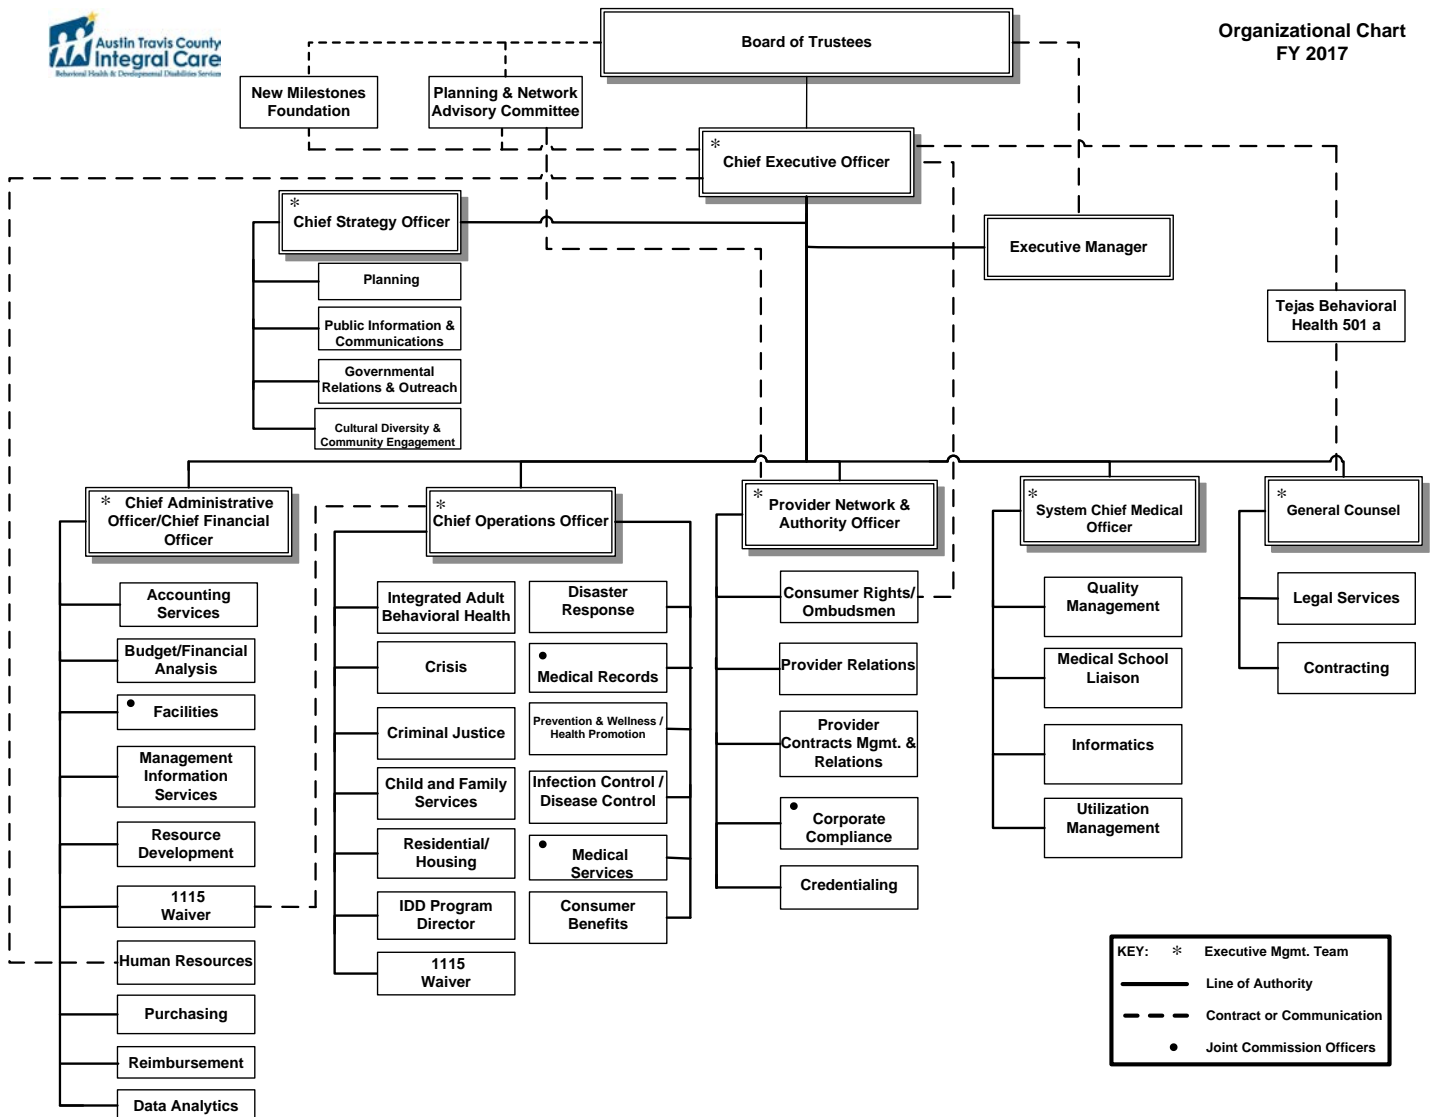 Austin Travis County
Integral Care
Behavioral Health & Developmental Disabilities Services
Organizational Chart
FY 2017
Board of Trustees
New Milestones
Foundation
Planning & Network
Advisory Committee
*
Chief Executive Officer
*
Chief Strategy Officer
Executive Manager
Planning
Public Information &
Communications
Governmental
Relations & Outreach
Cultural Diversity &
Community Engagement
Tejas Behavioral
Health 501 a
* Chief Administrative
Officer/Chief Financial
Officer
Accounting
Services
Budget/Financial
Analysis
• Facilities
Management
Information
Services
Resource
Development
1115
Waiver
Human Resources
Purchasing
Reimbursement
Data Analytics
*
Chief Operations Officer
Integrated Adult
Behavioral Health
Crisis
Criminal Justice
Child and Family
Services
Residential/
Housing
IDD Program
Director
1115
Waiver
Disaster
Response
•
Medical Records
Prevention & Wellness /
Health Promotion
Infection Control /
Disease Control
•
Medical
Services
Consumer
Benefits
* Provider Network &
Authority Officer
Consumer Rights/
Ombudsmen
Provider Relations
Provider
Contracts Mgmt. &
Relations
• Corporate
Compliance
Credentialing
*
System Chief Medical
Officer
Quality
Management
Medical School
Liaison
Informatics
Utilization
Management
*
General Counsel
Legal Services
Contracting
KEY: * Executive Mgmt. Team
Line of Authority
Contract or Communication
• Joint Commission Officers